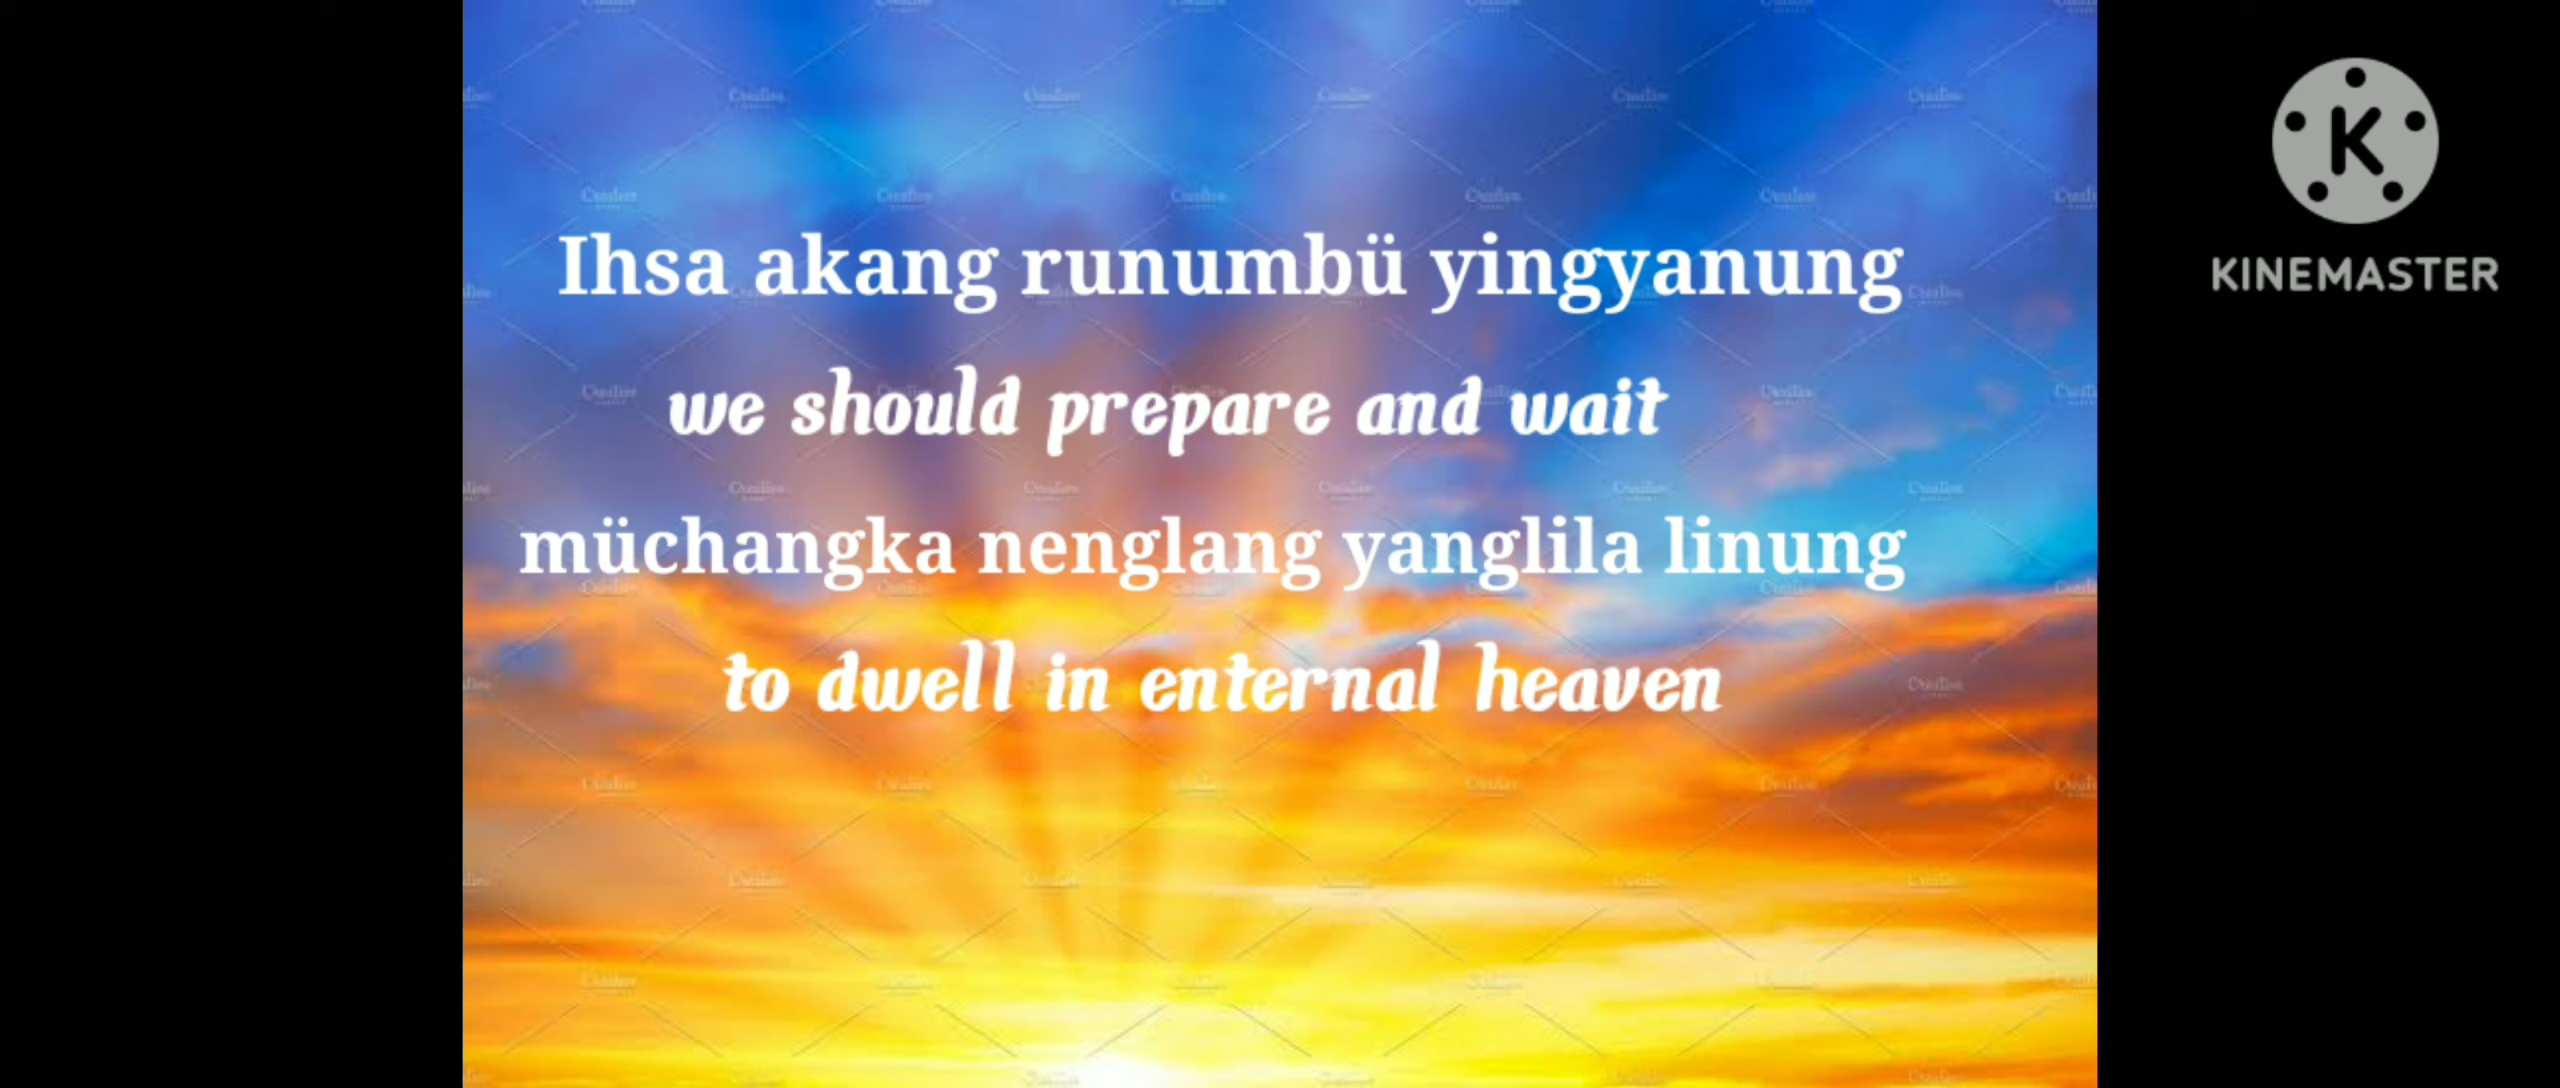 Ihsa akang runumbü yingyanung
we should prepare and wait
müchangka nenglang yanglila linung
to dwell in enternal heaven
K
KINEMASTER